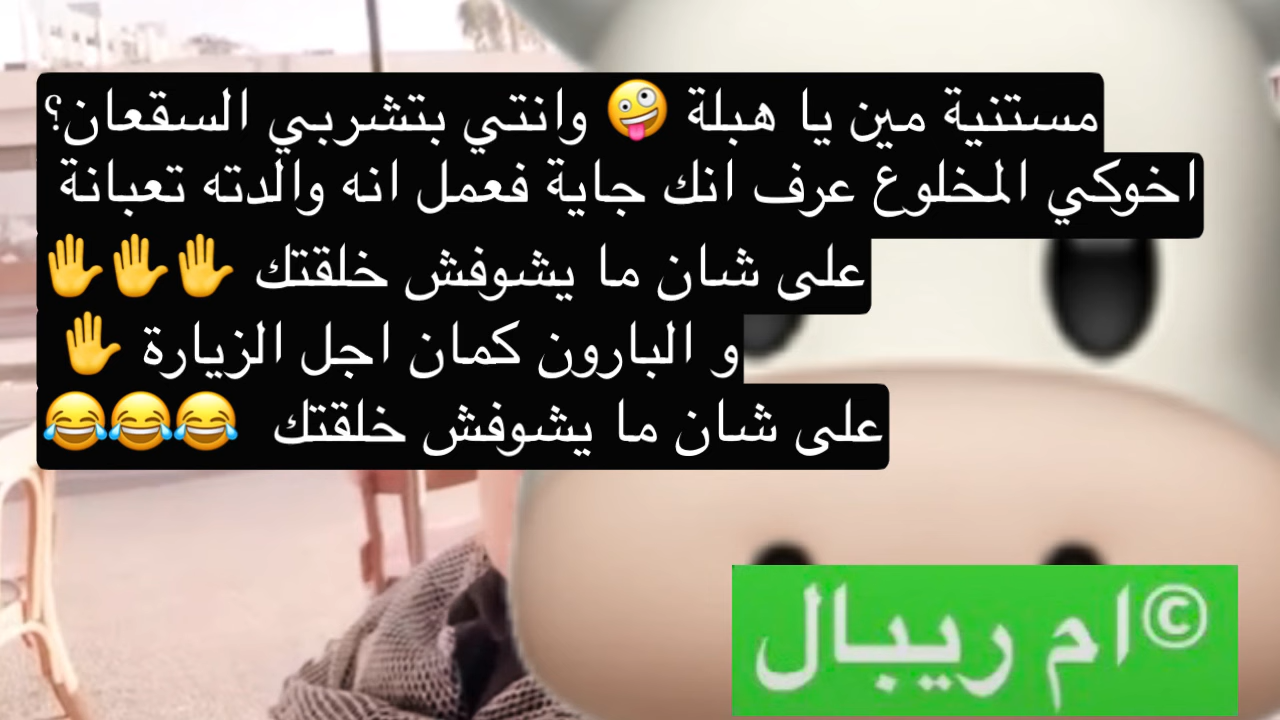 مستنية مين يا هبلة 🤪 وانتي بتشربي السقعان؟
اخوكي المخلوع عرف انك جاية فعمل انه والدته تعبانة
على شان ما يشوفش خلقتك ✋✋✋
و البارون كمان اجل الزيارة ✋
على شان ما يشوفش خلقتك 😂😂😂
©ام ريبال